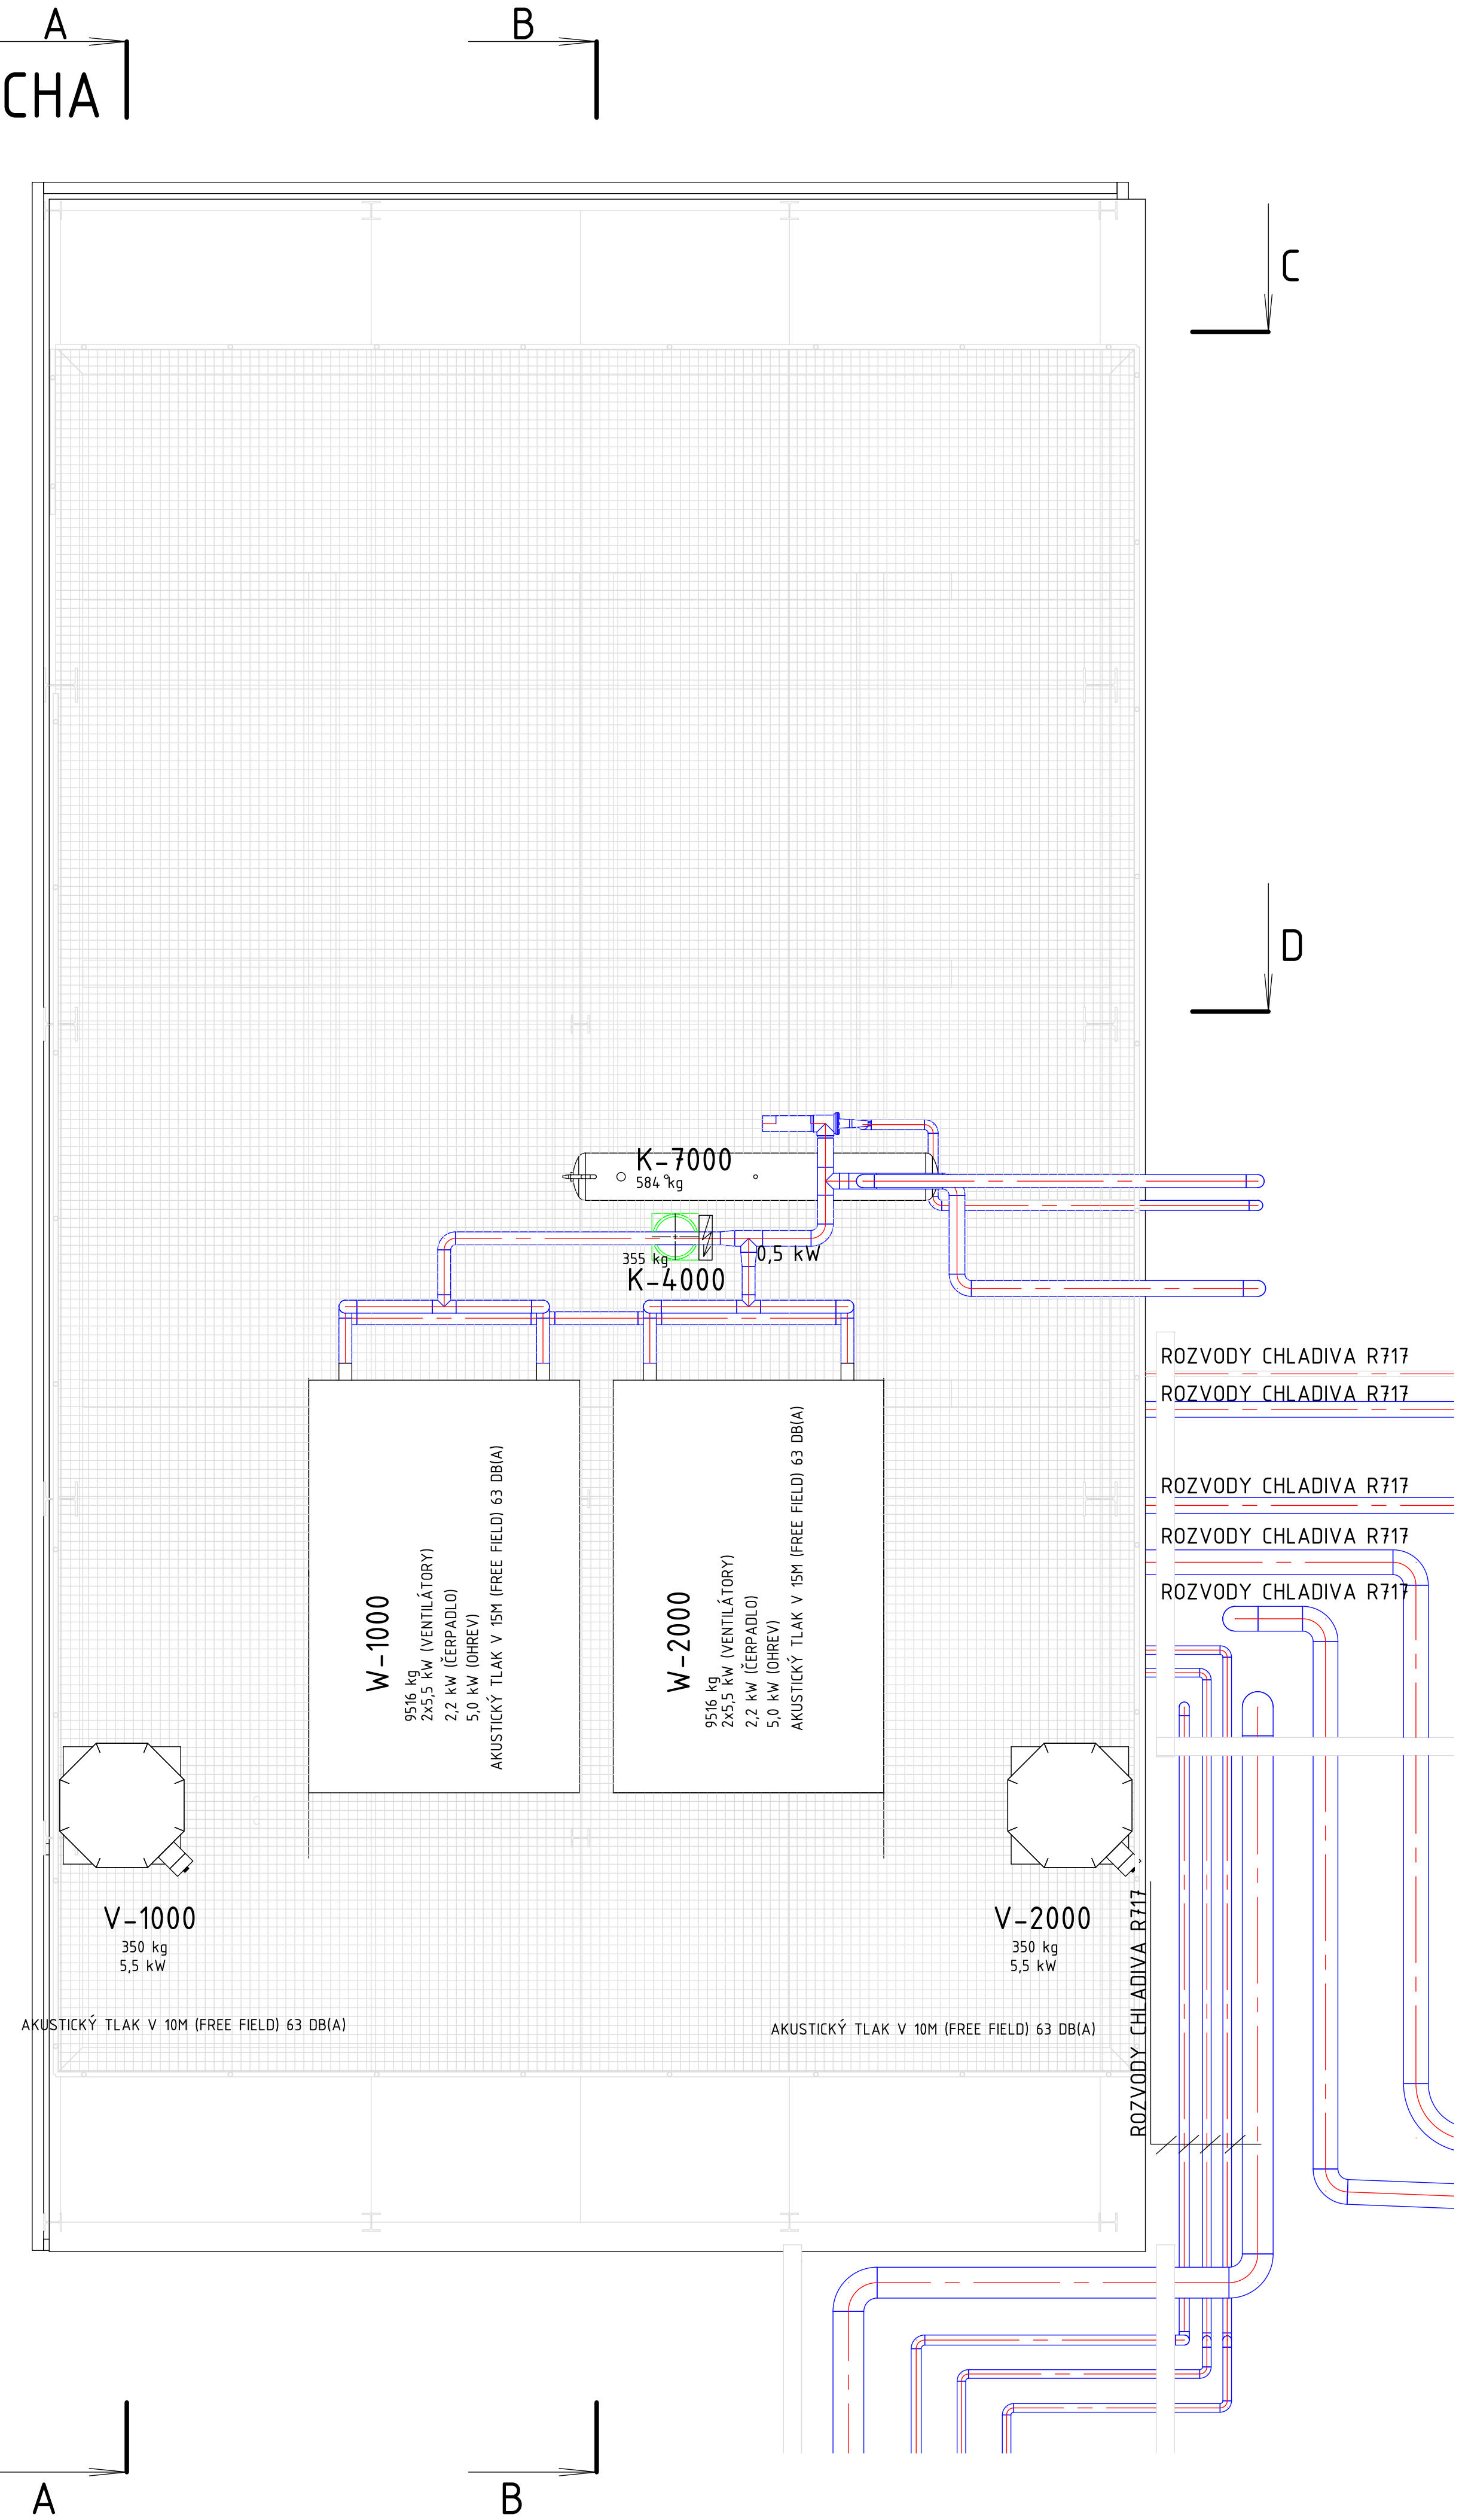 A
B
CHA
C
D
K-7000
584 kg
0,5 kW
355 kg
K-4000
ROZVODY CHLADIVA R717
ROZVODY CHLADIVA R717
ROZVODY CHLADIVA R717
ROZVODY CHLADIVA R717
ROZVODY CHLADIVA R717
W-1000
9516 kg
2x5,5 kW (VENTILÁTORY)
2,2 kW (ČERPADLO)
5,0 kW (OHREV)
AKUSTICKÝ TLAK V 15M (FREE FIELD) 63 DB(A)
W-2000
9516 kg
2x5,5 kW (VENTILÁTORY)
2,2 kW (ČERPADLO)
5,0 kW (OHREV)
AKUSTICKÝ TLAK V 15M (FREE FIELD) 63 DB(A)
V-1000
350 kg
5,5 kW
V-2000
350 kg
5,5 kW
ROZVODY CHLADIVA R717
AKUSTICKÝ TLAK V 10M (FREE FIELD) 63 DB(A)
AKUSTICKÝ TLAK V 10M (FREE FIELD) 63 DB(A)
A
B